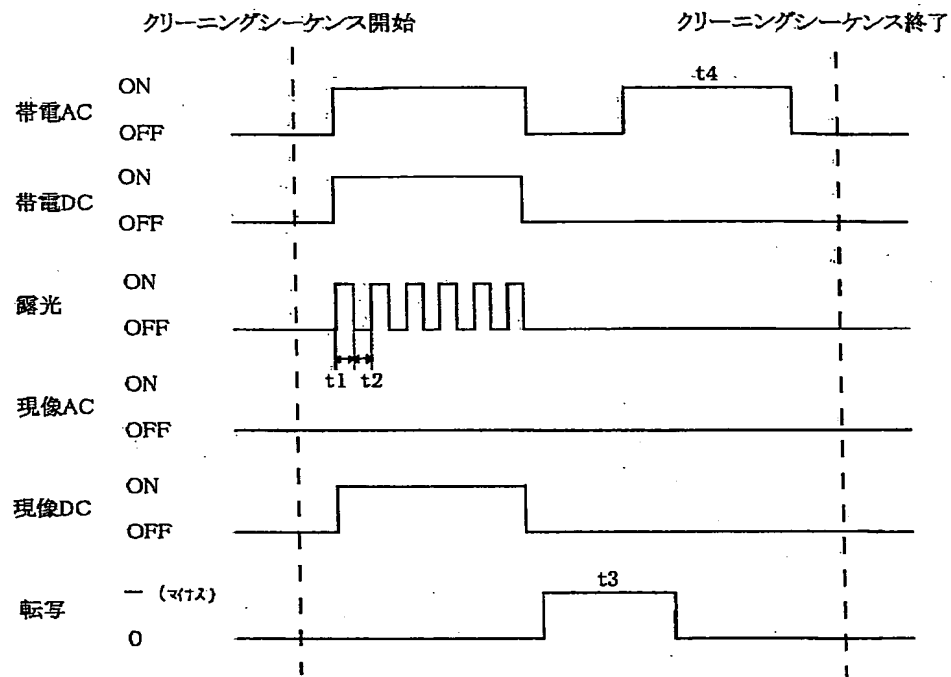 クリーニングシーケンス開始
クリーニングシーケンス終了
帯電AC
ON
OFF
t4
帯電DC
ON
OFF
露光
ON
OFF
t1
t2
現像AC
ON
OFF
現像DC
ON
OFF
転写
ー (マイナス)
0
t3